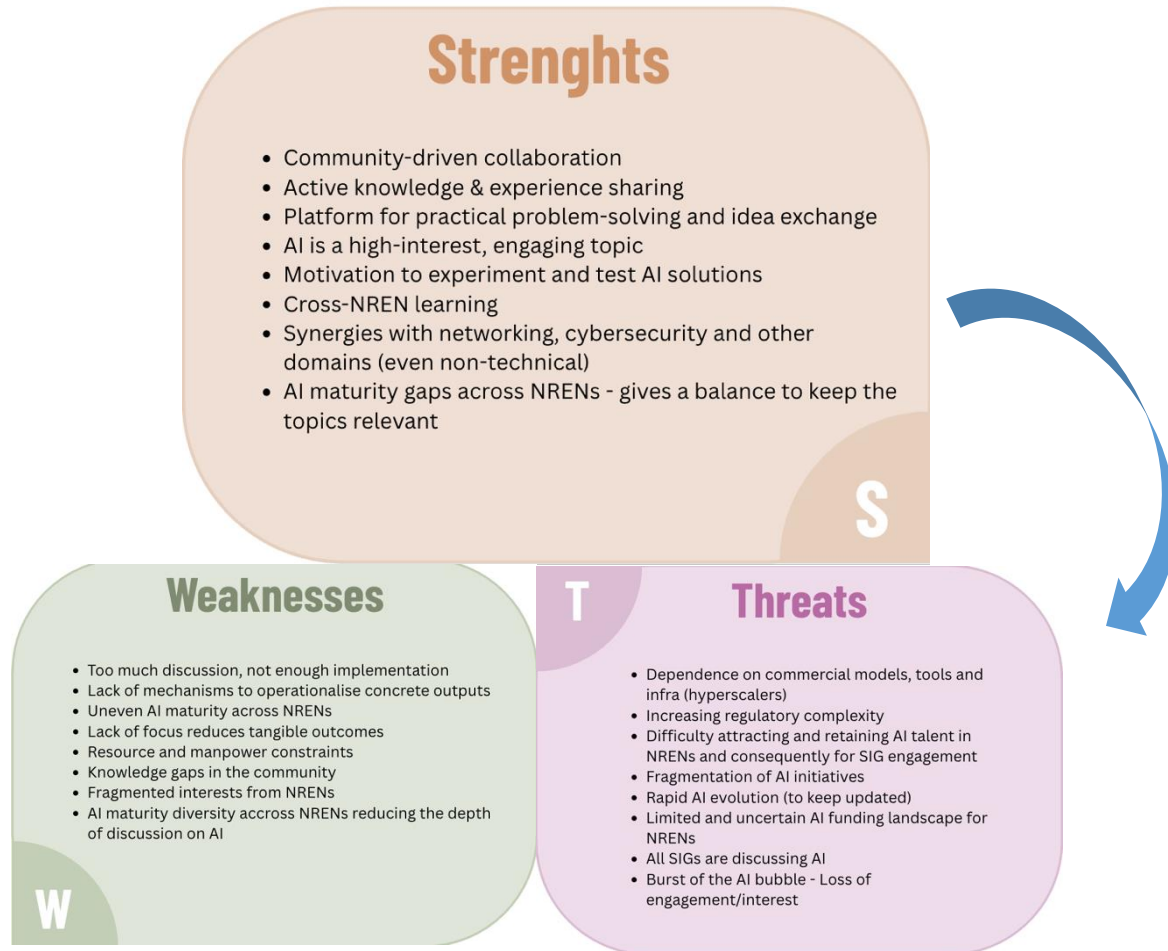 Strenghts
• Community-driven collaboration
• Active knowledge & experience sharing
• Platform for practical problem-solving and idea exchange
• AI is a high-interest, engaging topic
• Motivation to experiment and test AI solutions
• Cross-NREN learning
• Synergies with networking, cybersecurity and other
domains (even non-technical)
• AI maturity gaps across NRENs - gives a balance to keep the
topics relevant
S
Weaknesses
• Too much discussion, not enough implementation
• Lack of mechanisms to operationalise concrete outputs
• Uneven AI maturity across NRENs
• Lack of focus reduces tangible outcomes
• Resource and manpower constraints
• Knowledge gaps in the community
• Fragmented interests from NRENs
• AI maturity diversity accross NRENs reducing the depth
of discussion on AI
W
T
Threats
• Dependence on commercial models, tools and
infra (hyperscalers)
• Increasing regulatory complexity
• Difficulty attracting and retaining AI talent in
NRENs and consequently for SIG engagement
• Fragmentation of AI initiatives
• Rapid AI evolution (to keep updated)
• Limited and uncertain AI funding landscape for
NRENs
• All SIGs are discussing AI
• Burst of the AI bubble - Loss of
engagement/interest